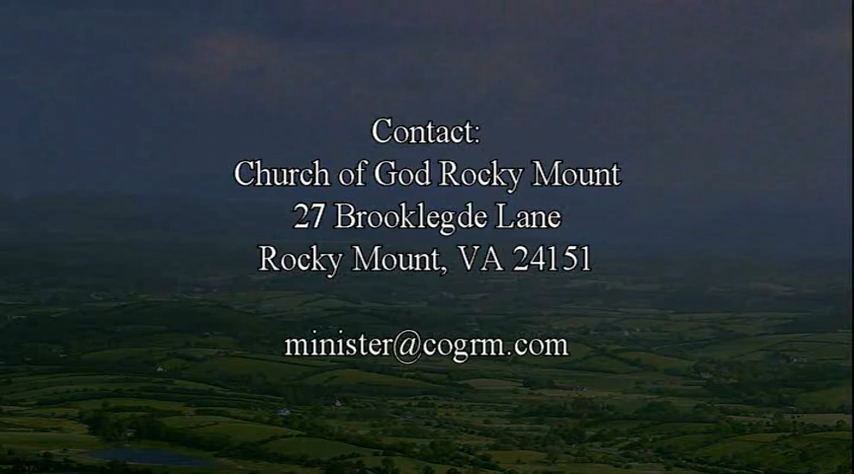 Contact:
Church of God Rocky Mount
27 Brooklegde Lane
Rocky Mount, VA 24151
minister@cogrm.com